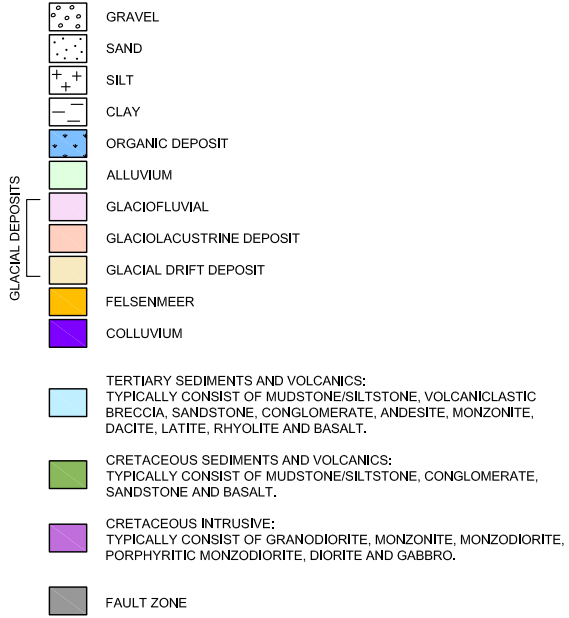 GRAVEL
SAND
SILT
CLAY
ORGANIC DEPOSIT
ALLUVIUM
GLACIAL DEPOSITS
GLACIOFLUVIAL
GLACIOLACUSTRINE DEPOSIT
GLACIAL DRIFT DEPOSIT
FELSENMEER
COLLUVIUM
TERTIARY SEDIMENTS AND VOLCANICS:
TYPICALLY CONSIST OF MUDSTONE/SILTSTONE, VOLCANICLASTIC
BRECCIA, SANDSTONE, CONGLOMERATE, ANDESITE, MONZONITE,
DACITE, LATITE, RHYOLITE AND BASALT.
CRETACEOUS SEDIMENTS AND VOLCANICS:
TYPICALLY CONSIST OF MUDSTONE/SILTSTONE, CONGLOMERATE,
SANDSTONE AND BASALT.
CRETACEOUS INTRUSIVE:
TYPICALLY CONSIST OF GRANODIORITE, MONZONITE, MONZODIORITE,
PORPHYRITIC MONZODIORITE, DIORITE AND GABBRO.
FAULT ZONE